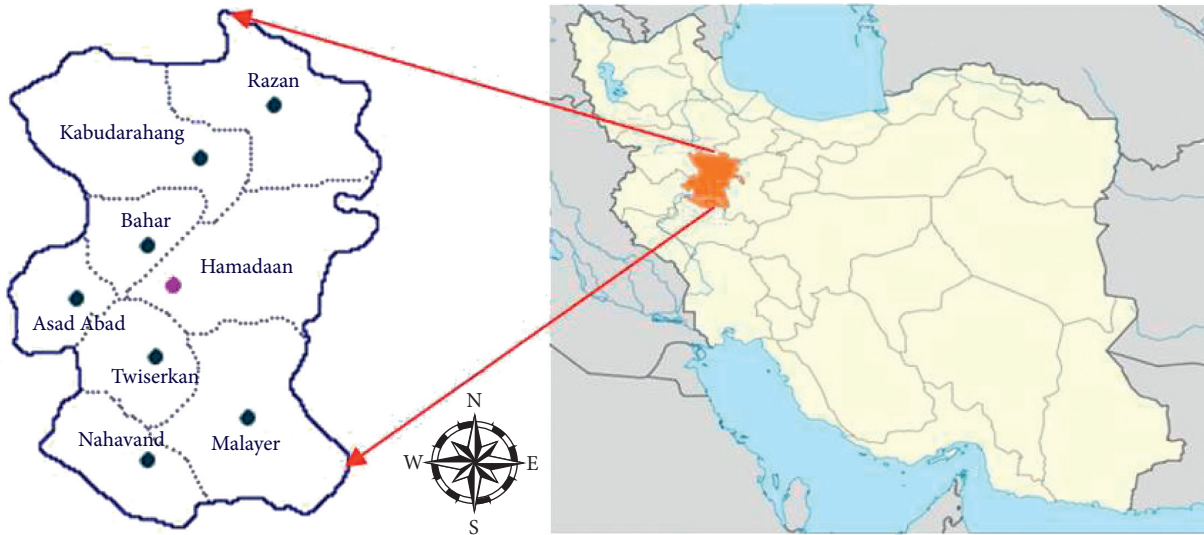 Razan
Kabudarahang
Bahar
Hamadaan
Asad Abad
Twiserkan
Nahavand
Malayer
N
W
E
S